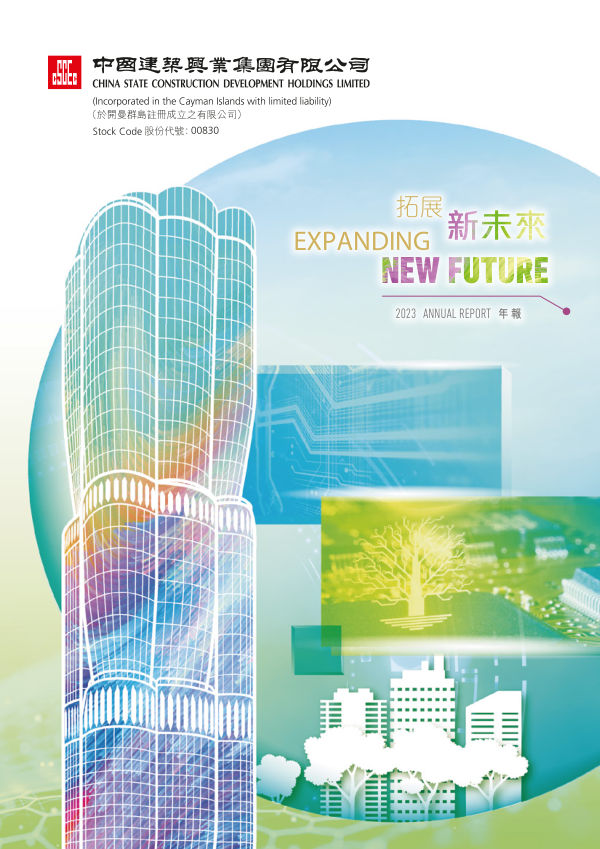 CSCEC
中國建築興業集團有限公司
CHINA STATE CONSTRUCTION DEVELOPMENT HOLDINGS LIMITED
(Incorporated in the Cayman Islands with limited liability)
(於開曼群島註冊成立之有限公司)
Stock Code 股份代號: 00830
拓展 新未來
EXPANDING
NEW FUTURE
2023 ANNUAL REPORT 年報